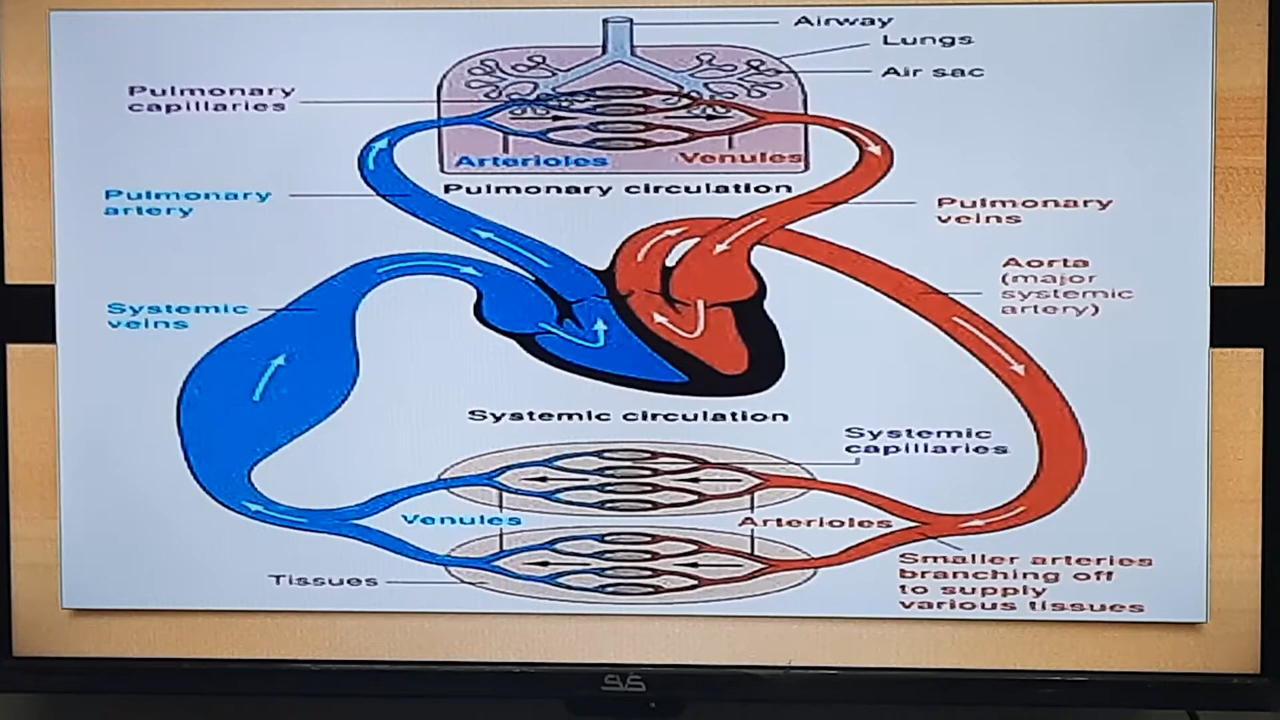 Airway
Lungs
Air sac
Pulmonary
capillaries
Arterioles
Venules
Pulmonary circulation
Pulmonary
artery
Pulmonary
veins
Aorta
(major
systemic
artery)
Systemic
veins
Systemic circulation
Systemic
capillaries
Venules
Arterioles
Tissues
Smaller arteries
branching off
to supply
various tissues